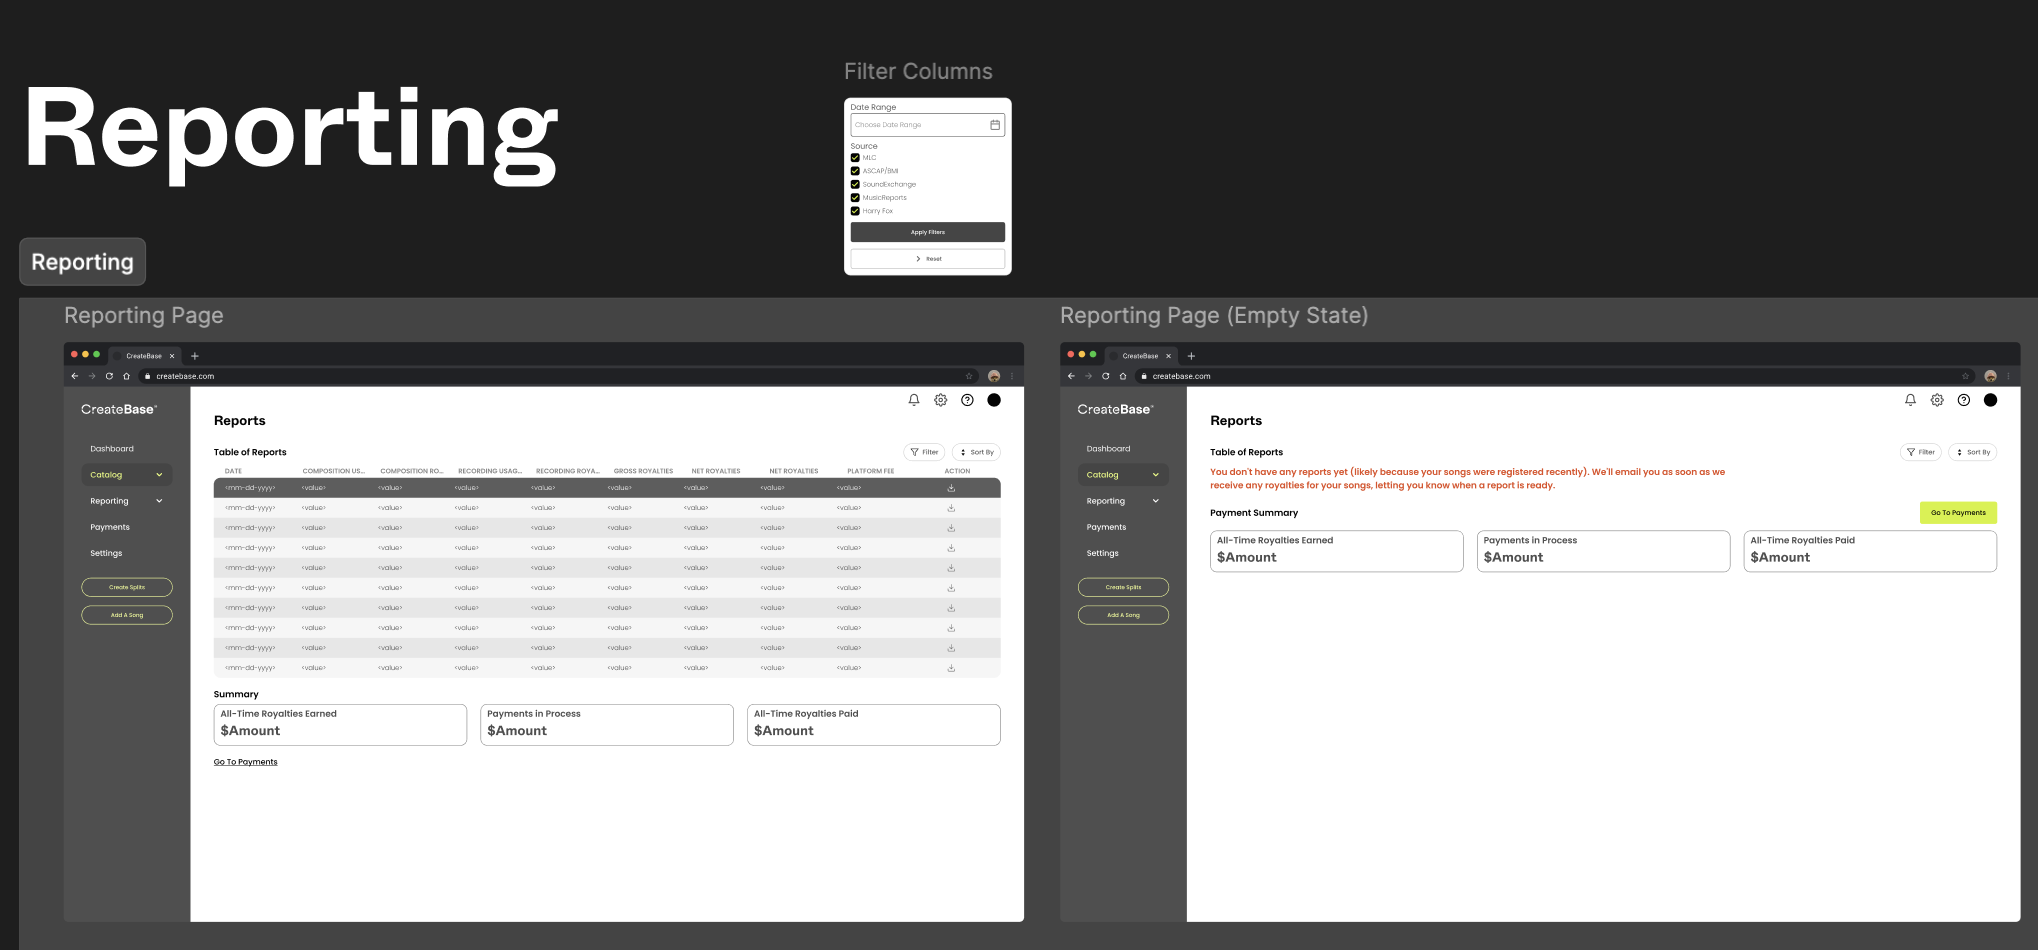 Reporting
Filter Columns
Date Range
Choose Date Range
Source
MLC
ASCAP/BMI
SoundExchange
MusicReports
Harry Fox
Apply Filters
Reset
Reporting
Reporting Page
CreateBase
createbase.com
CreateBase™
Dashboard
Catalog
Reporting
Payments
Settings
Create Splits
Add A Song
Reports
Table of Reports
Filter
Sort By
DATE COMPOSITION US... COMPOSITION RO... RECORDING USAG... RECORDING ROYA... GROSS ROYALTIES NET ROYALTIES NET ROYALTIES PLATFORM FEE ACTION
<mm-dd-yyyy> <value> <value> <value> <value> <value> <value> <value> <value>
<mm-dd-yyyy> <value> <value> <value> <value> <value> <value> <value> <value>
<mm-dd-yyyy> <value> <value> <value> <value> <value> <value> <value> <value>
<mm-dd-yyyy> <value> <value> <value> <value> <value> <value> <value> <value>
<mm-dd-yyyy> <value> <value> <value> <value> <value> <value> <value> <value>
<mm-dd-yyyy> <value> <value> <value> <value> <value> <value> <value> <value>
<mm-dd-yyyy> <value> <value> <value> <value> <value> <value> <value> <value>
<mm-dd-yyyy> <value> <value> <value> <value> <value> <value> <value> <value>
<mm-dd-yyyy> <value> <value> <value> <value> <value> <value> <value> <value>
<mm-dd-yyyy> <value> <value> <value> <value> <value> <value> <value> <value>
Summary
All-Time Royalties Earned
$Amount
Payments in Process
$Amount
All-Time Royalties Paid
$Amount
Go To Payments
Reporting Page (Empty State)
CreateBase
createbase.com
CreateBase™
Dashboard
Catalog
Reporting
Payments
Settings
Create Splits
Add A Song
Reports
Table of Reports
Filter
Sort By
You don't have any reports yet (likely because your songs were registered recently). We'll email you as soon as we
receive any royalties for your songs, letting you know when a report is ready.
Payment Summary
Go To Payments
All-Time Royalties Earned
$Amount
Payments in Process
$Amount
All-Time Royalties Paid
$Amount